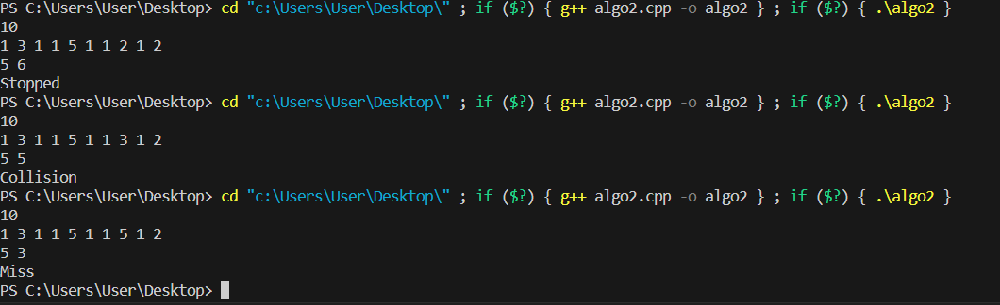 PS C:\Users\User\Desktop> cd "c:\Users\User\Desktop\" ; if ($?) { g++ algo2.cpp -o algo2 } ; if ($?) { .\algo2 }
10
1 3 1 1 5 1 1 2 1 2
5 6
Stopped
PS C:\Users\User\Desktop> cd "c:\Users\User\Desktop\" ; if ($?) { g++ algo2.cpp -o algo2 } ; if ($?) { .\algo2 }
10
1 3 1 1 5 1 1 3 1 2
5 5
Collision
PS C:\Users\User\Desktop> cd "c:\Users\User\Desktop\" ; if ($?) { g++ algo2.cpp -o algo2 } ; if ($?) { .\algo2 }
10
1 3 1 1 5 1 1 5 1 2
5 3
Miss
PS C:\Users\User\Desktop>